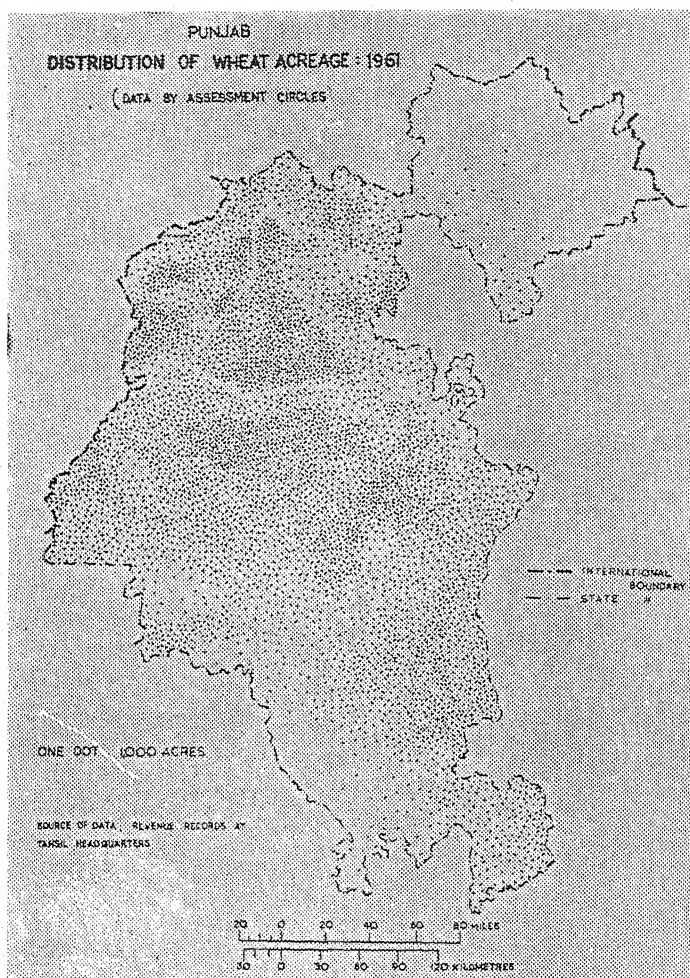 PUNJAB
DISTRIBUTION OF WHEAT ACREAGE : 1961
( DATA BY ASSESSMENT CIRCLES
INTERNATIONAL
BOUNDARY
STATE "
ONE DOT 1,000 ACRES
SOURCE OF DATA; REVENUE RECORDS AT
TAHSIL HEADQUARTERS
20 0 20 40 60 80 MILES
30 0 30 60 90 120 KILOMETRES